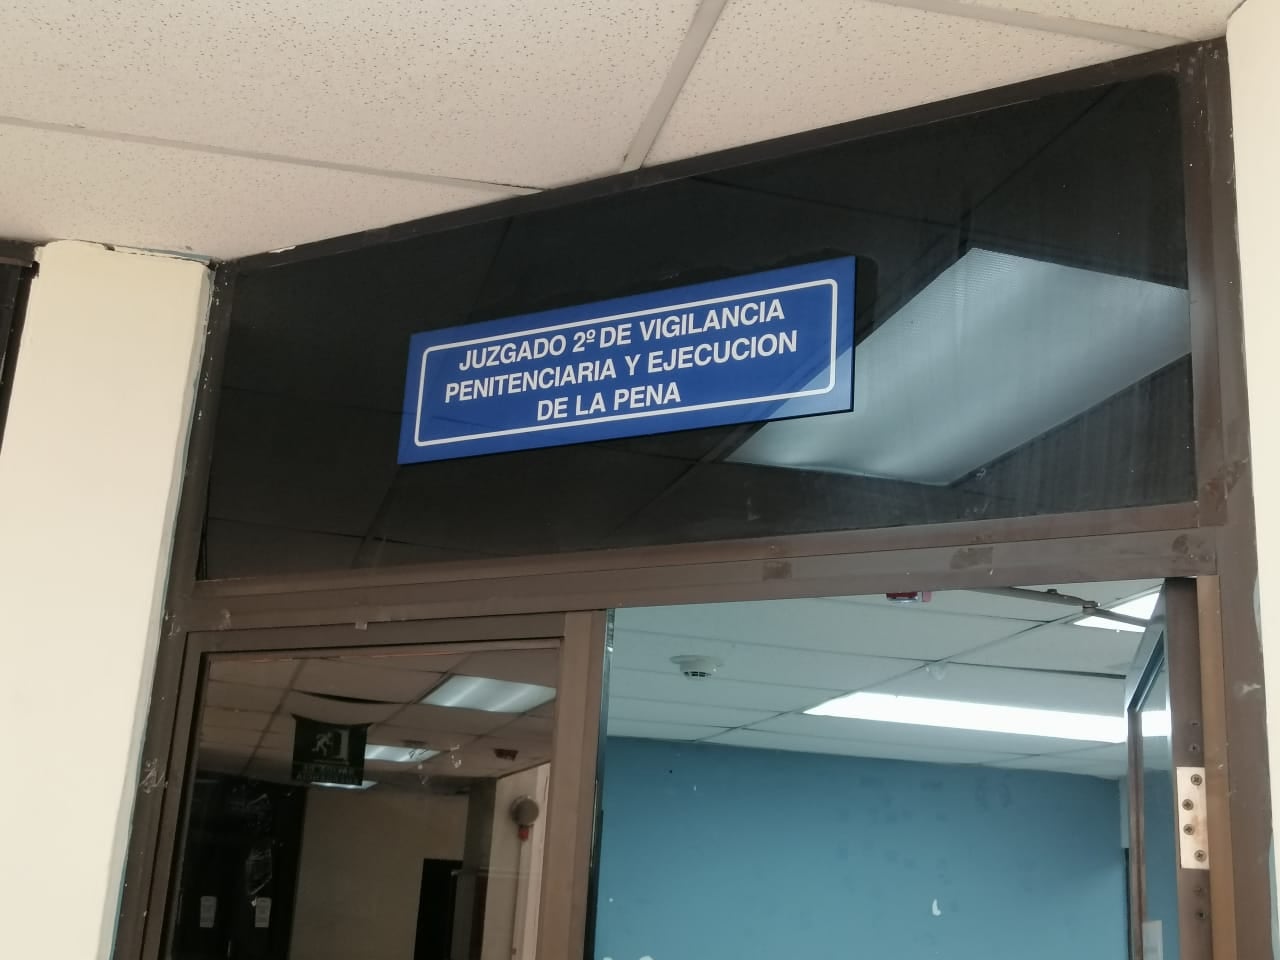 JUZGADO 2º DE VIGILANCIA
PENITENCIARIA Y EJECUCION
DE LA PENA